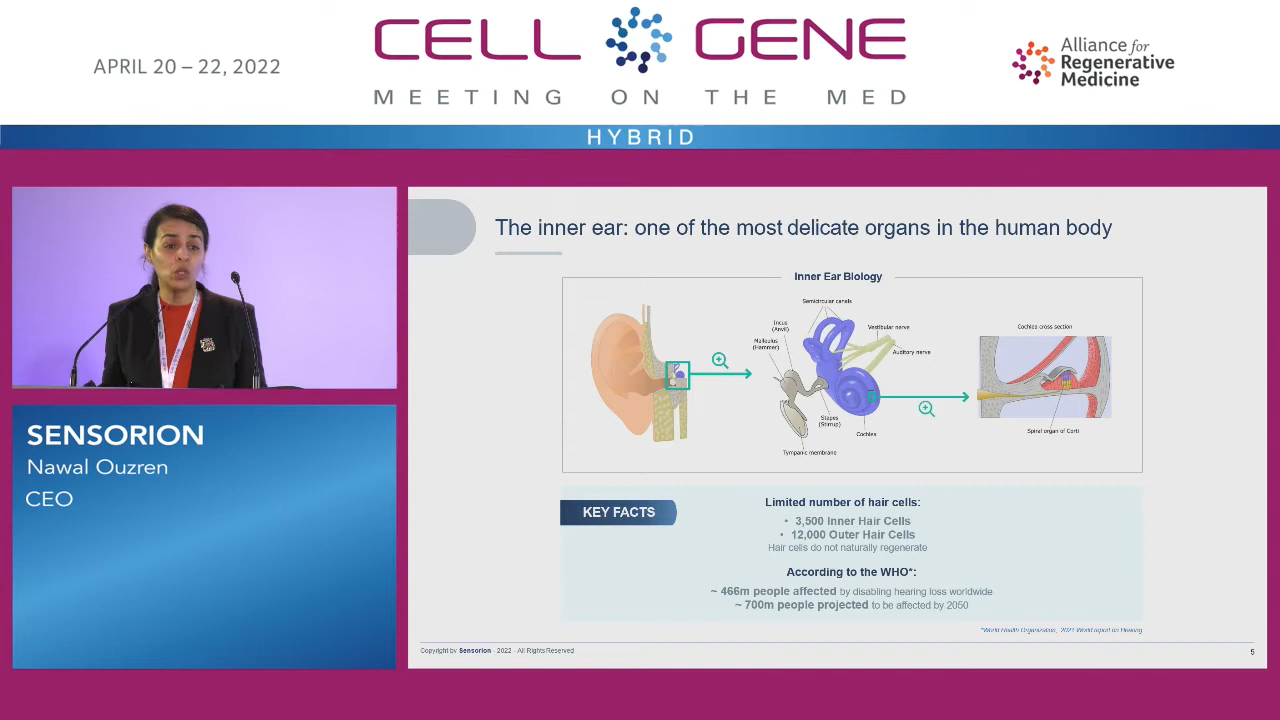 APRIL 20 – 22, 2022
CELL GENE
MEETING ON THE MED
Alliance for
Regenerative
Medicine
HYBRID
SENSORION
Nawal Ouzren
CEO
The inner ear: one of the most delicate organs in the human body
Inner Ear Biology
Semicircular canals
Incus
(Anvil)
Malleulus
(Hammer)
Vestibular nerve
Auditory nerve
Stapes
(Stirrup)
Cochlea
Tympanic membrane
Cochlea cross section
Spiral organ of Corti
KEY FACTS
Limited number of hair cells:
• 3,500 Inner Hair Cells
• 12,000 Outer Hair Cells
Hair cells do not naturally regenerate
According to the WHO*:
~ 466m people affected by disabling hearing loss worldwide
~ 700m people projected to be affected by 2050
*World Health Organization, 2021 World report on Hearing
Copyright by Sensorion - 2022 - All Rights Reserved
5